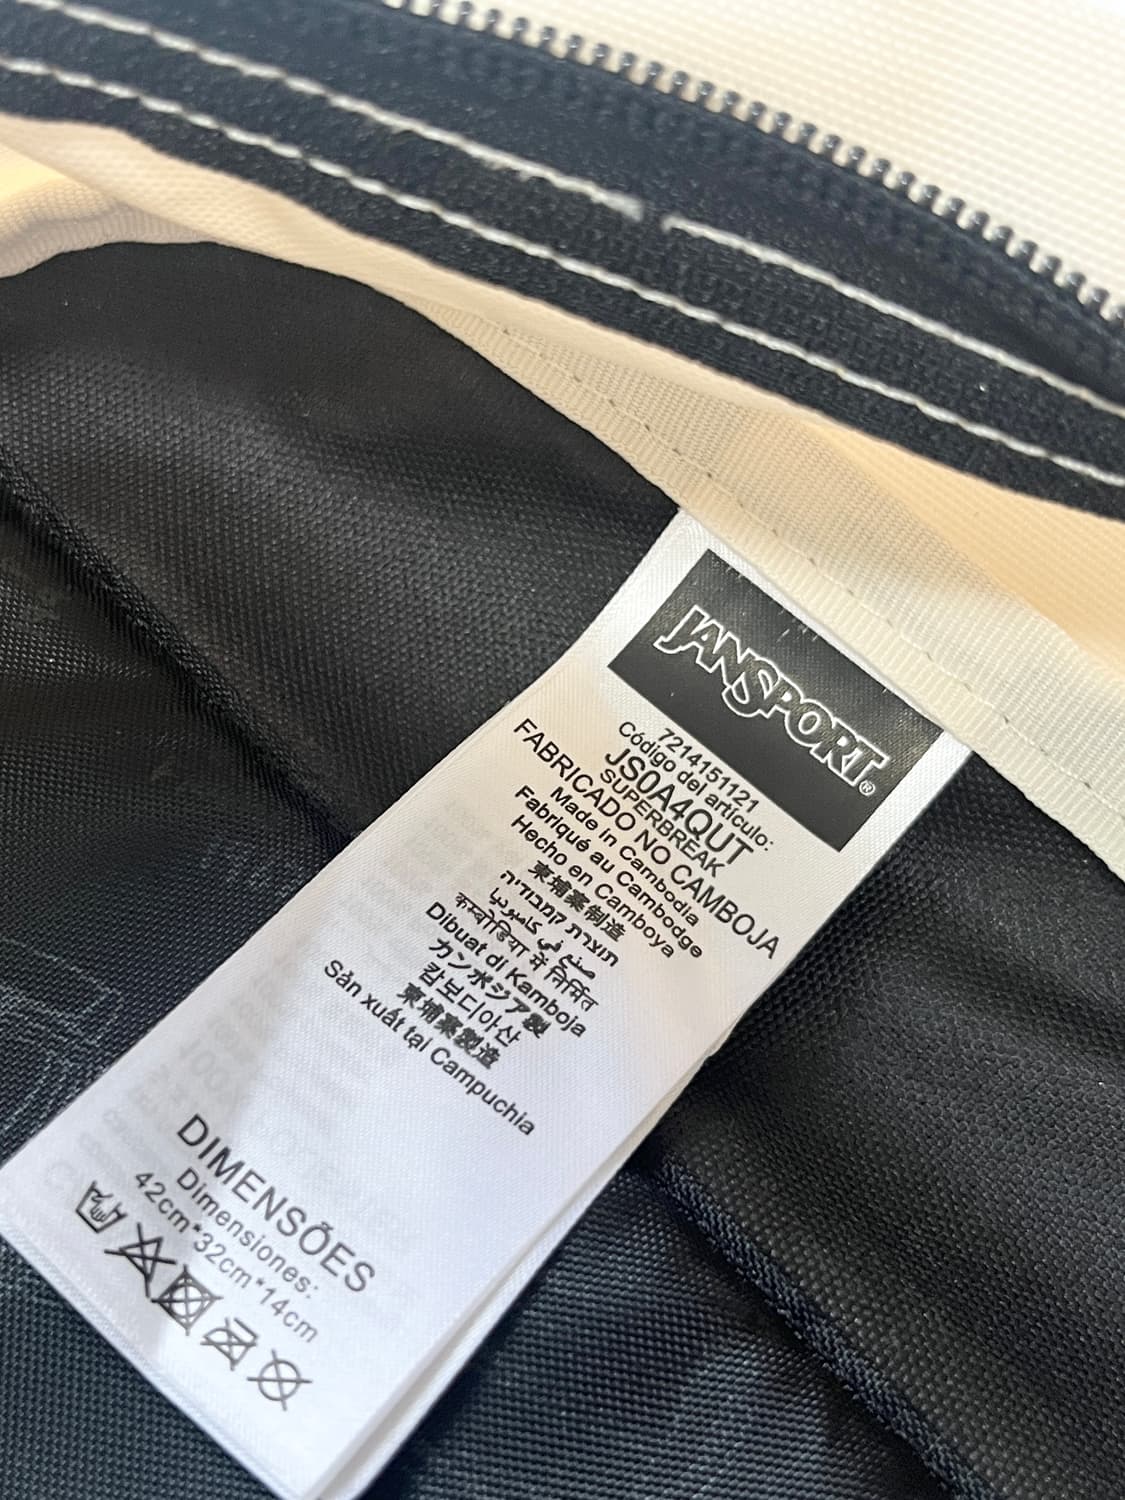 JANSPORT®
7214151121
Código del artículo:
JS0A4QUT
SUPERBREAK
FABRICADO NO CAMBOJA
Made in Cambodia
Fabriqué au Cambodge
Hecho en Camboya
柬埔寨制造
תוצרת קמבודיה
صنع في كامبوديا
कम्बोडिया में निर्मित
Dibuat di Kamboja
カンボジア製
캄보디아산
柬埔寨製造
Sản xuất tại Campuchia
DIMENSÕES
Dimensiones:
42cm*32cm*14cm